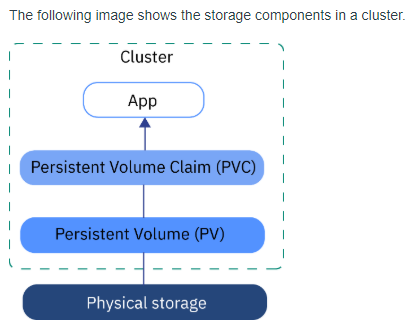 The following image shows the storage components in a cluster.
Cluster
App
Persistent Volume Claim (PVC)
Persistent Volume (PV)
Physical storage